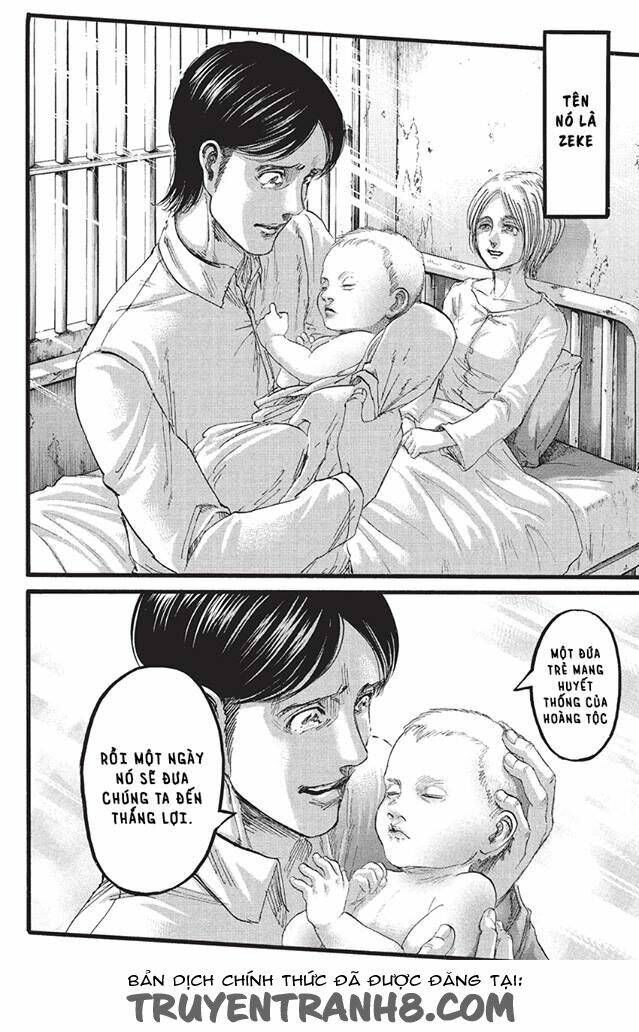 TÊN
NÓ LÀ
ZEKE
MỘT ĐỨA
TRẺ MANG
HUYẾT
THỐNG CỦA
HOÀNG TỘC
RỒI MỘT NGÀY
NÓ SẼ ĐƯA
CHÚNG TA ĐẾN
THẮNG LỢI.
BẢN DỊCH CHÍNH THỨC ĐÃ ĐƯỢC ĐĂNG TẠI:
TRUYENTRANH8.COM